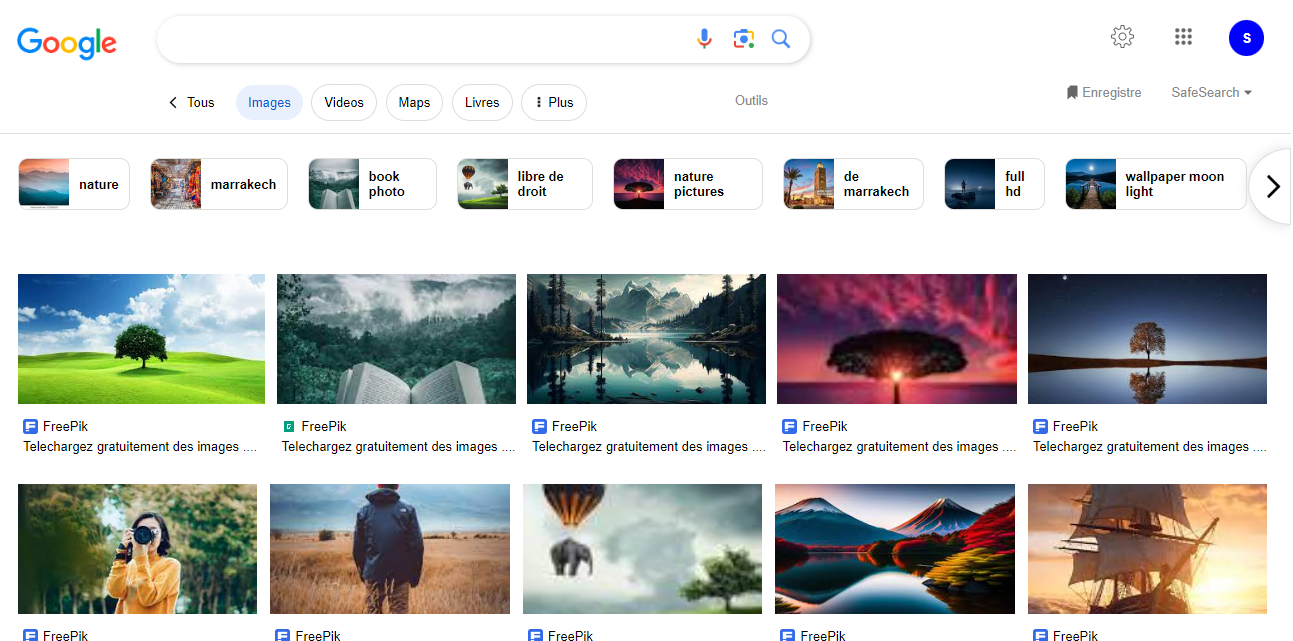 Google
S
Tous
Images
Videos
Maps
Livres
Plus
Outils
Enregistre
SafeSearch
nature
marrakech
book
photo
libre de
droit
nature
pictures
de
marrakech
full
hd
wallpaper moon
light
FreePik
Telechargez gratuitement des images ....
FreePik
Telechargez gratuitement des images ....
FreePik
Telechargez gratuitement des images ....
FreePik
Telechargez gratuitement des images ....
FreePik
Telechargez gratuitement des images ....
FreePik
FreePik
FreePik
FreePik
FreePik